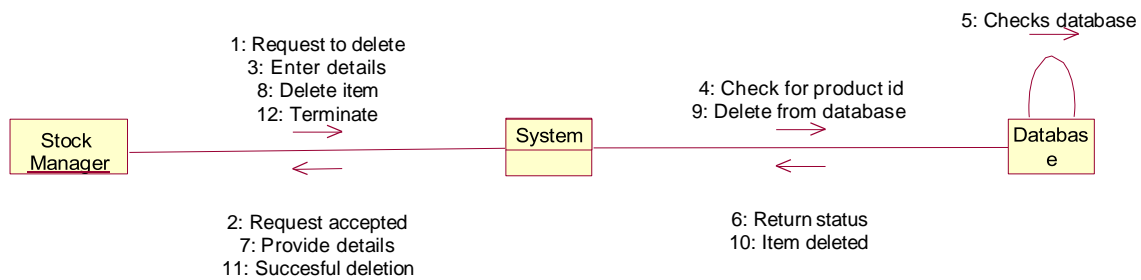 5: Checks database
1: Request to delete
3: Enter details
8: Delete item
12: Terminate
4: Check for product id
9: Delete from database
Stock
Manager
System
Databas
e
2: Request accepted
7: Provide details
11: Succesful deletion
6: Return status
10: Item deleted